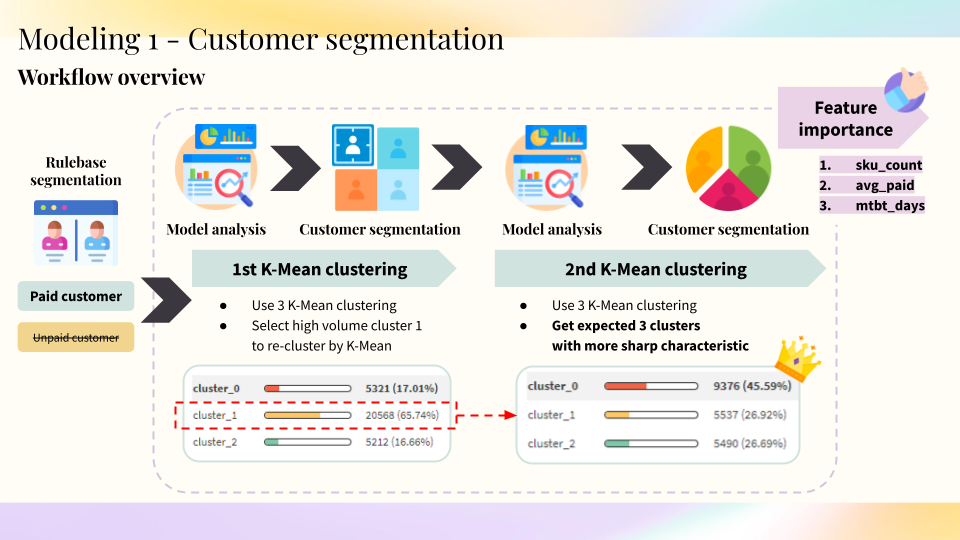 Modeling 1 - Customer segmentation
Workflow overview
Rulebase
segmentation
Paid customer
Unpaid customer
Model analysis
Customer segmentation
Model analysis
Customer segmentation
1st K-Mean clustering
● Use 3 K-Mean clustering
● Select high volume cluster 1
to re-cluster by K-Mean
cluster_0 5321 (17.01%)
cluster_1 20568 (65.74%)
cluster_2 5212 (16.66%)
2nd K-Mean clustering
● Use 3 K-Mean clustering
● Get expected 3 clusters
with more sharp characteristic
cluster_0 9376 (45.59%)
cluster_1 5537 (26.92%)
cluster_2 5490 (26.69%)
Feature
importance
1. sku_count
2. avg_paid
3. mtbt_days